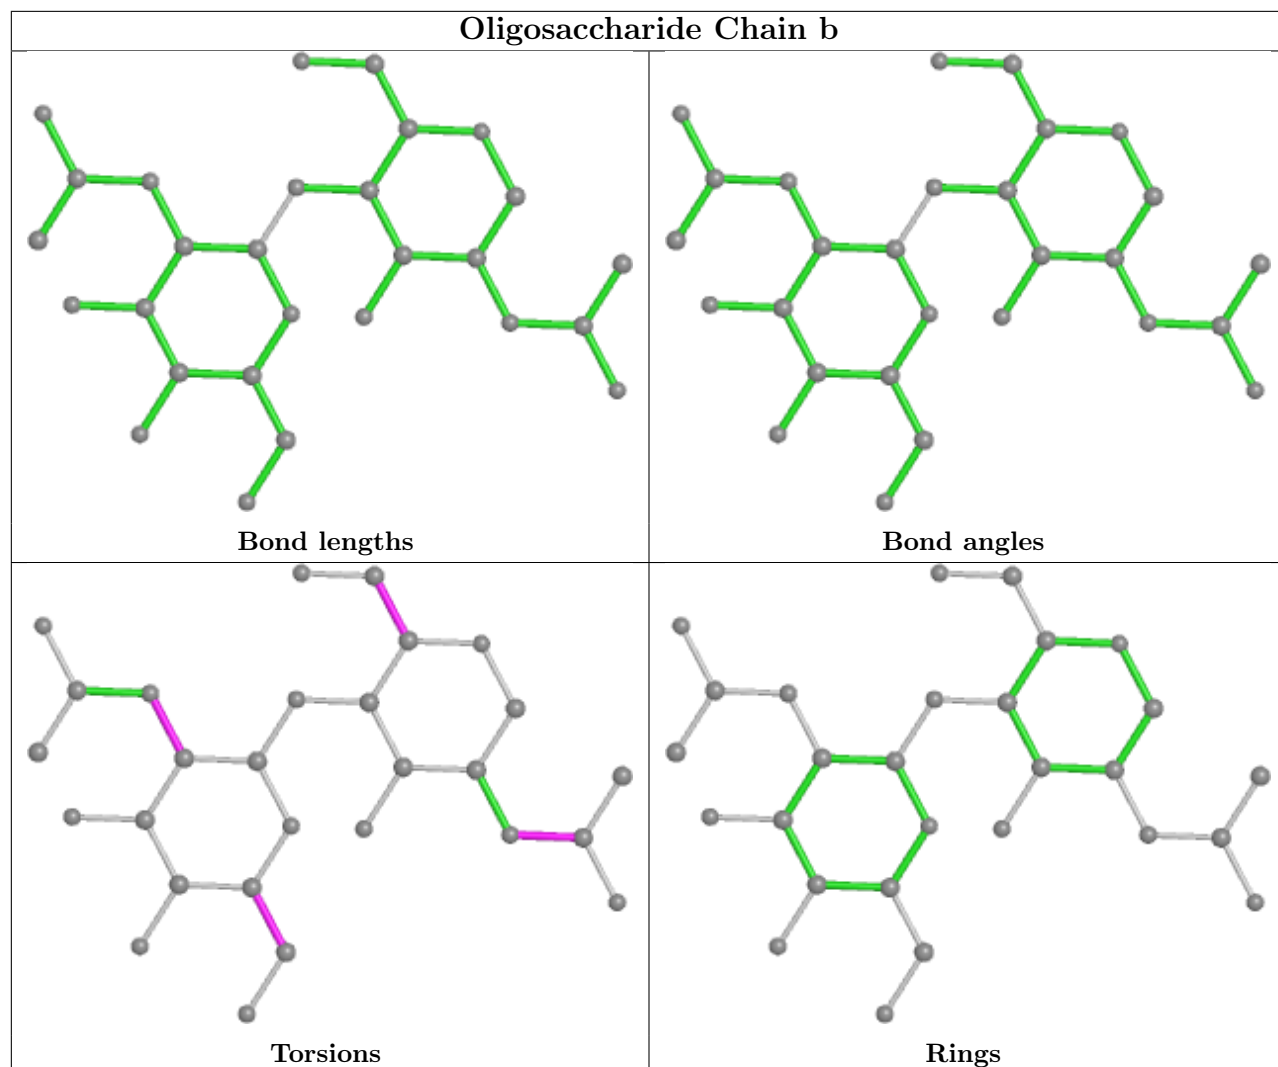 Oligosaccharide Chain b
Bond lengths
Bond angles
Torsions
Rings